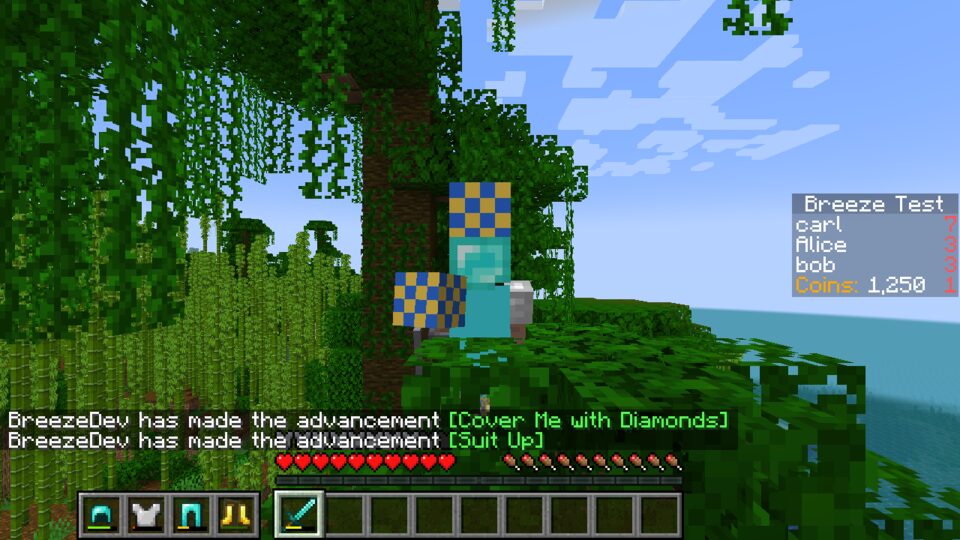 Breeze Test
carl 7
Alice 3
bob 3
Coins: 1,250 1
BreezeDev has made the advancement [Cover Me with Diamonds]
BreezeDev has made the advancement [Suit Up]